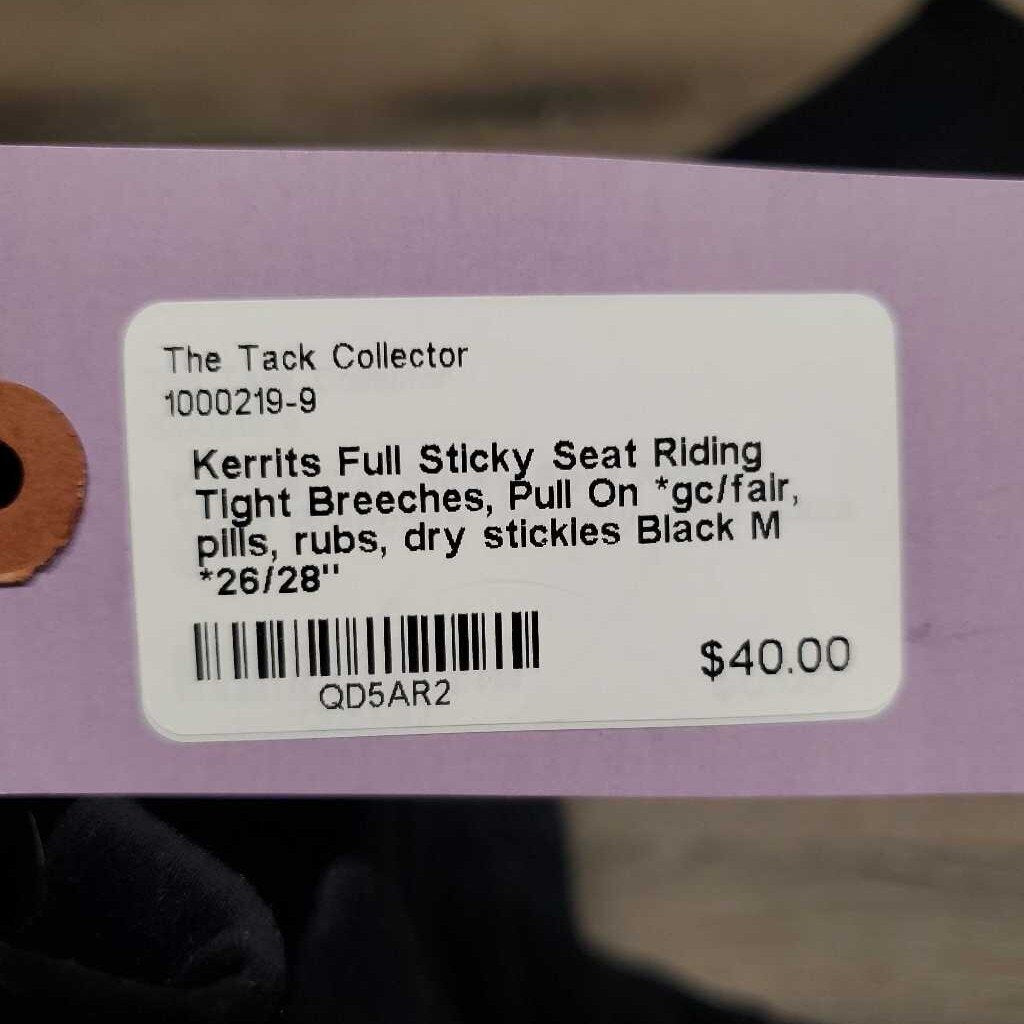 The Tack Collector
1000219-9
Kerrits Full Sticky Seat Riding
Tight Breeches, Pull On *gc/fair,
pills, rubs, dry stickies Black M
*26/28"
QD5AR2
$40.00